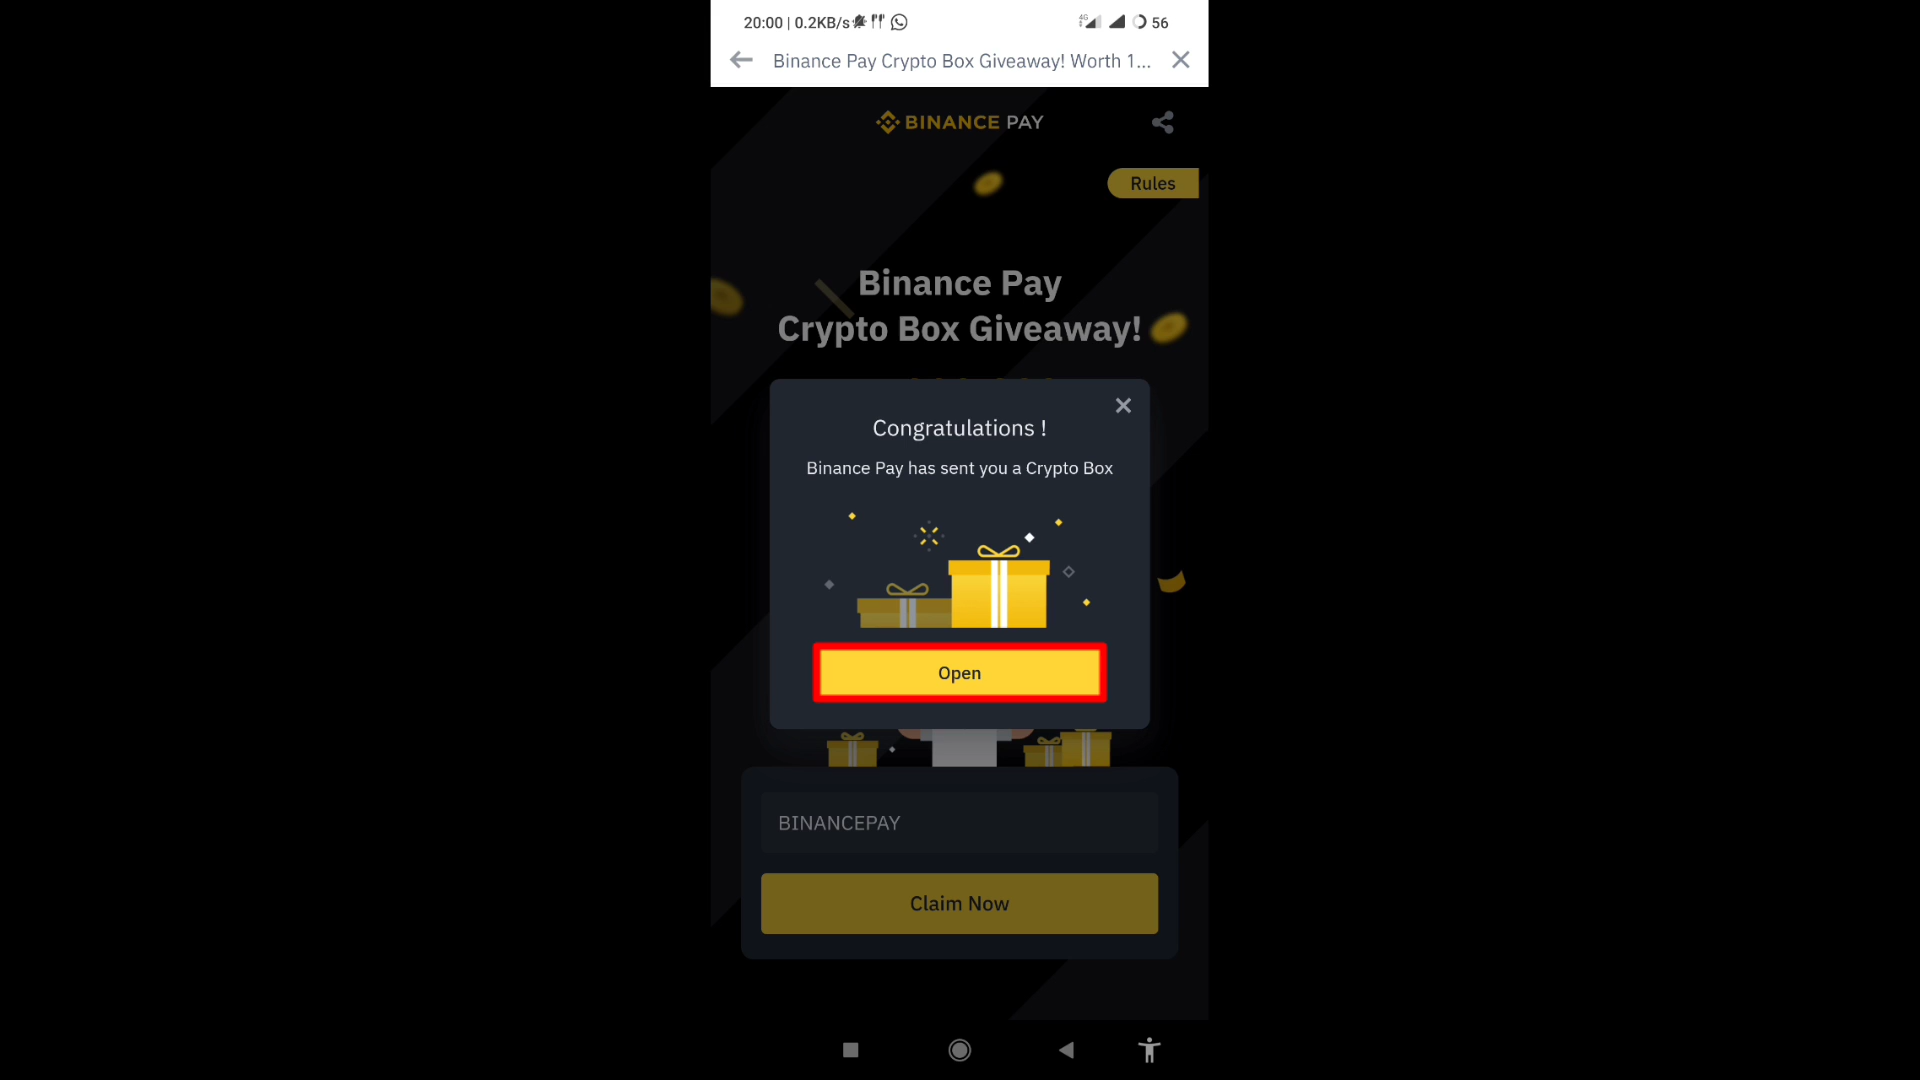 20:00 | 0.2KB/s
4G
56
Binance Pay Crypto Box Giveaway! Worth 1...
BINANCE PAY
Rules
Binance Pay
Crypto Box Giveaway!
Congratulations !
Binance Pay has sent you a Crypto Box
Open
BINANCEPAY
Claim Now